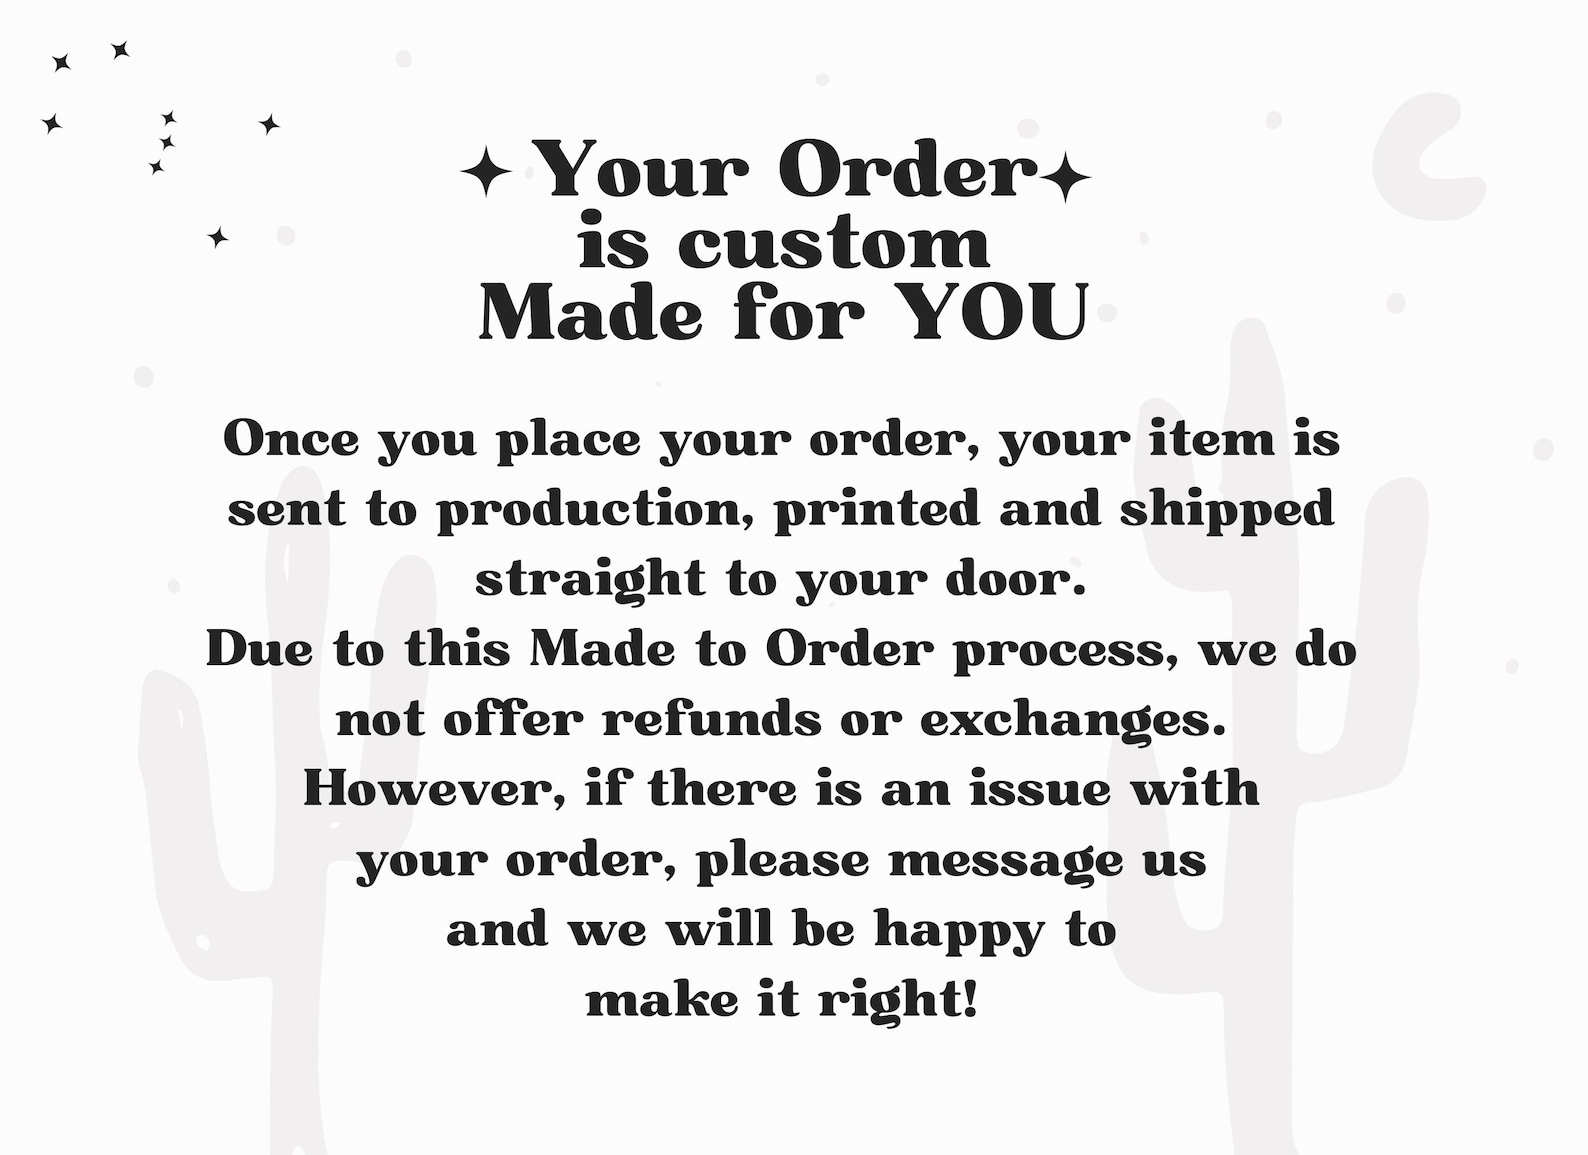 Your Order
is custom
Made for YOU
Once you place your order, your item is
sent to production, printed and shipped
straight to your door.
Due to this Made to Order process, we do
not offer refunds or exchanges.
However, if there is an issue with
your order, please message us
and we will be happy to
make it right!